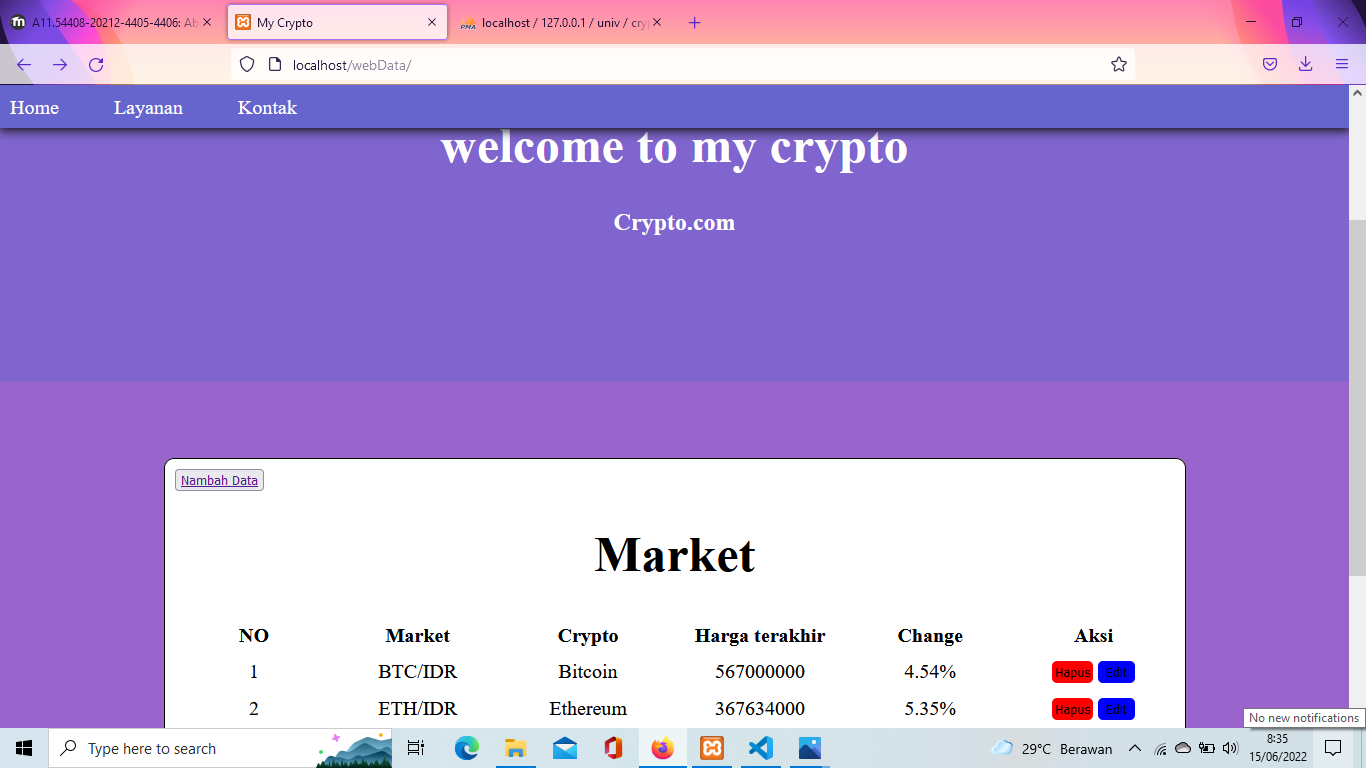 A11.54408-20212-4405-4406: Ab
My Crypto
localhost / 127.0.0.1 / univ / cry
localhost/webData/
Home Layanan Kontak
welcome to my crypto
Crypto.com
Nambah Data
Market
NO Market Crypto Harga terakhir Change Aksi
1 BTC/IDR Bitcoin 567000000 4.54% Hapus Edit
2 ETH/IDR Ethereum 367634000 5.35% Hapus Edit
No new notifications
Type here to search
29°C Berawan
8:35
15/06/2022